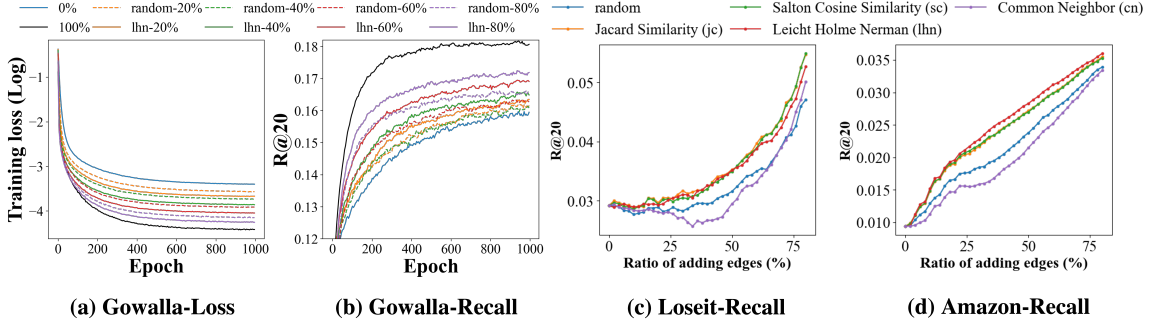 0% random-20% random-40% random-60% random-80%
100% lhn-20% lhn-40% lhn-60% lhn-80%
random Salton Cosine Similarity (sc) Common Neighbor (cn)
Jacard Similarity (jc) Leicht Holme Nerman (lhn)
Training loss (Log)
−1
−2
−3
−4
0 200 400 600 800 1000
Epoch
R@20
0.18
0.17
0.16
0.15
0.14
0.13
0.12
0 200 400 600 800 1000
Epoch
R@20
0.05
0.04
0.03
0 25 50 75
Ratio of adding edges (%)
R@20
0.035
0.030
0.025
0.020
0.015
0.010
0 25 50 75
Ratio of adding edges (%)
(a) Gowalla-Loss (b) Gowalla-Recall (c) Loseit-Recall (d) Amazon-Recall